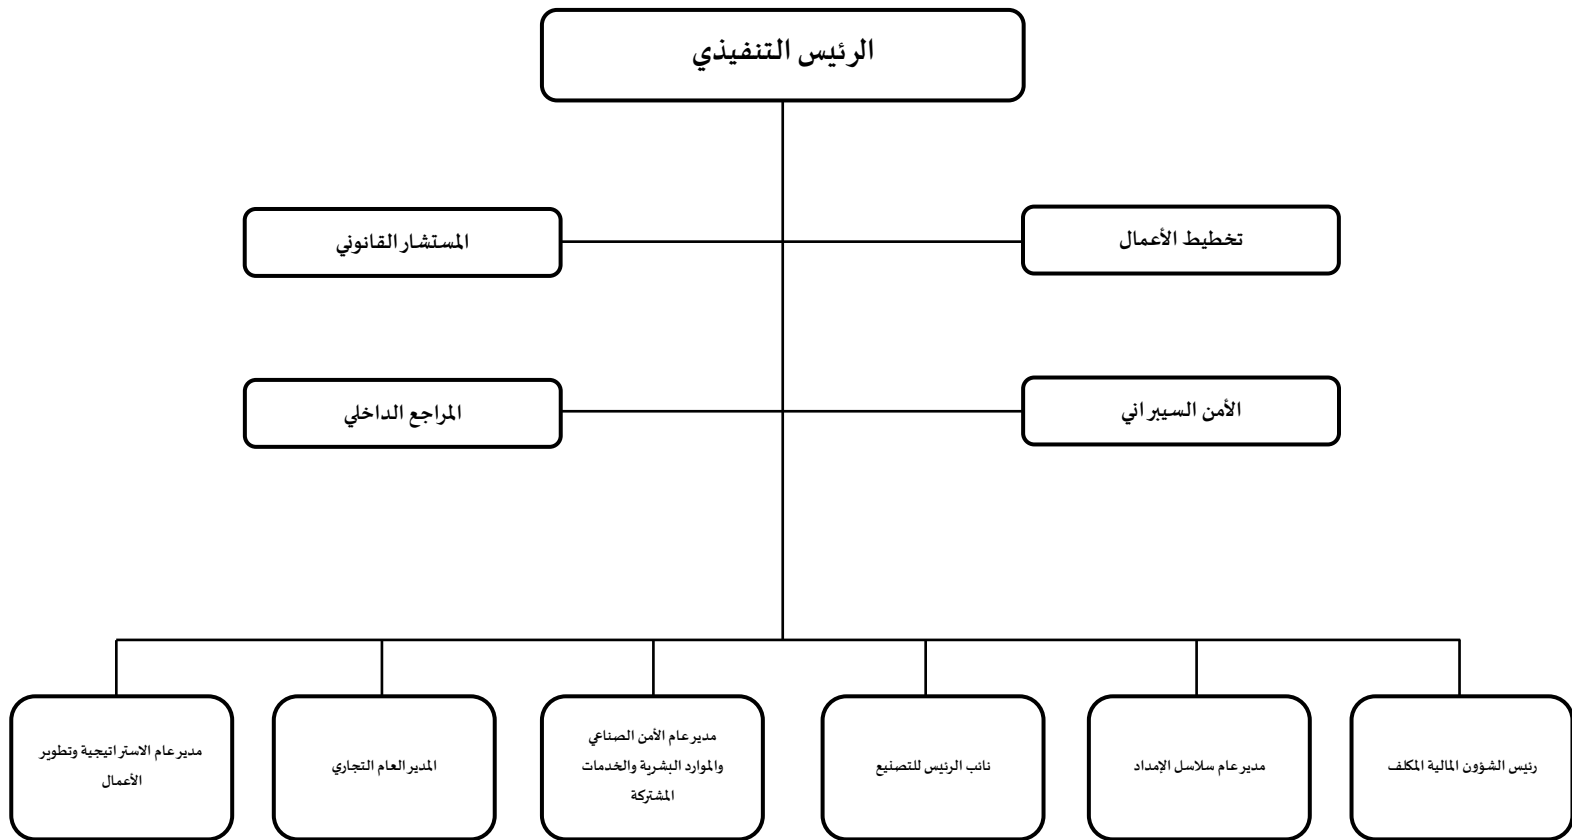 الرئيس التنفيذي
تخطيط الأعمال
المستشار القانوني
الأمن السيبراني
المراجع الداخلي
رئيس الشؤون المالية المكلف
مدير عام سلاسل الإمداد
نائب الرئيس للتصنيع
مدير عام الأمن الصناعي
والموارد البشرية والخدمات
المشتركة
المدير العام التجاري
مدير عام الاستراتيجية وتطوير
الأعمال